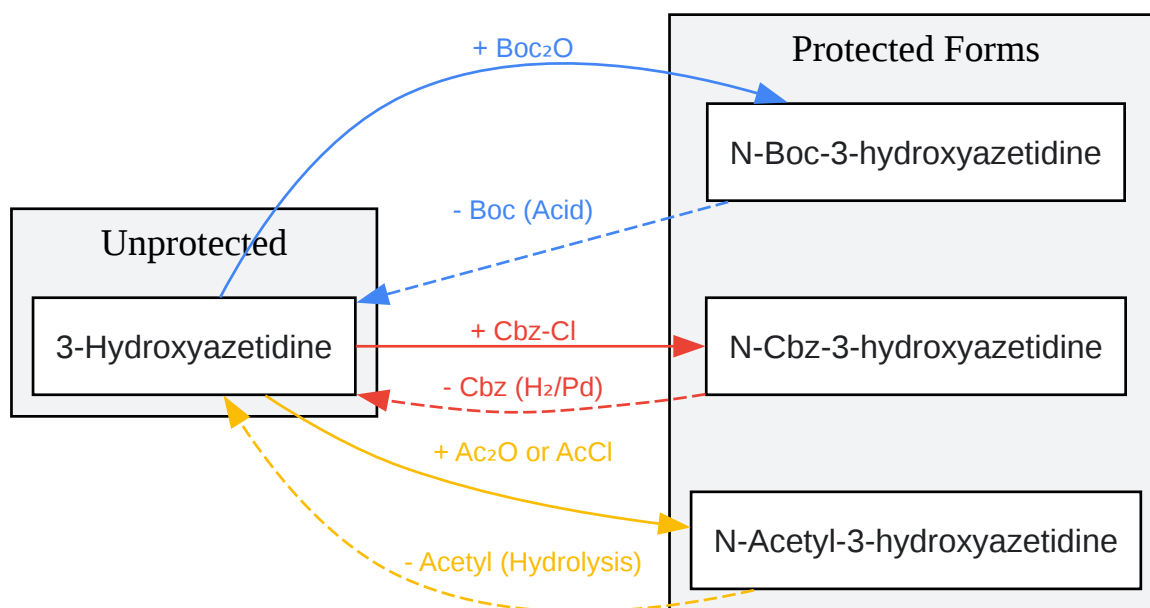 + Boc₂O
Protected Forms
N-Boc-3-hydroxyazetidine
- Boc (Acid)
Unprotected
3-Hydroxyazetidine
+ Cbz-Cl
N-Cbz-3-hydroxyazetidine
- Cbz (H₂/Pd)
+ Ac₂O or AcCl
N-Acetyl-3-hydroxyazetidine
- Acetyl (Hydrolysis)